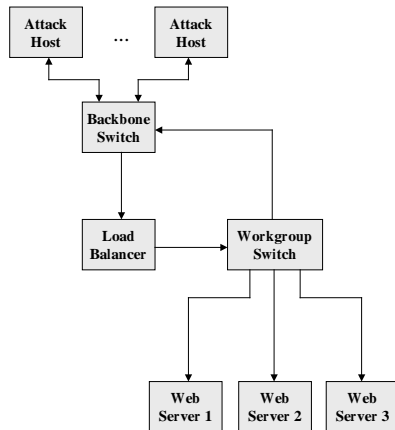 Attack
Host
...
Attack
Host
Backbone
Switch
Load
Balancer
Workgroup
Switch
Web
Server 1
Web
Server 2
Web
Server 3